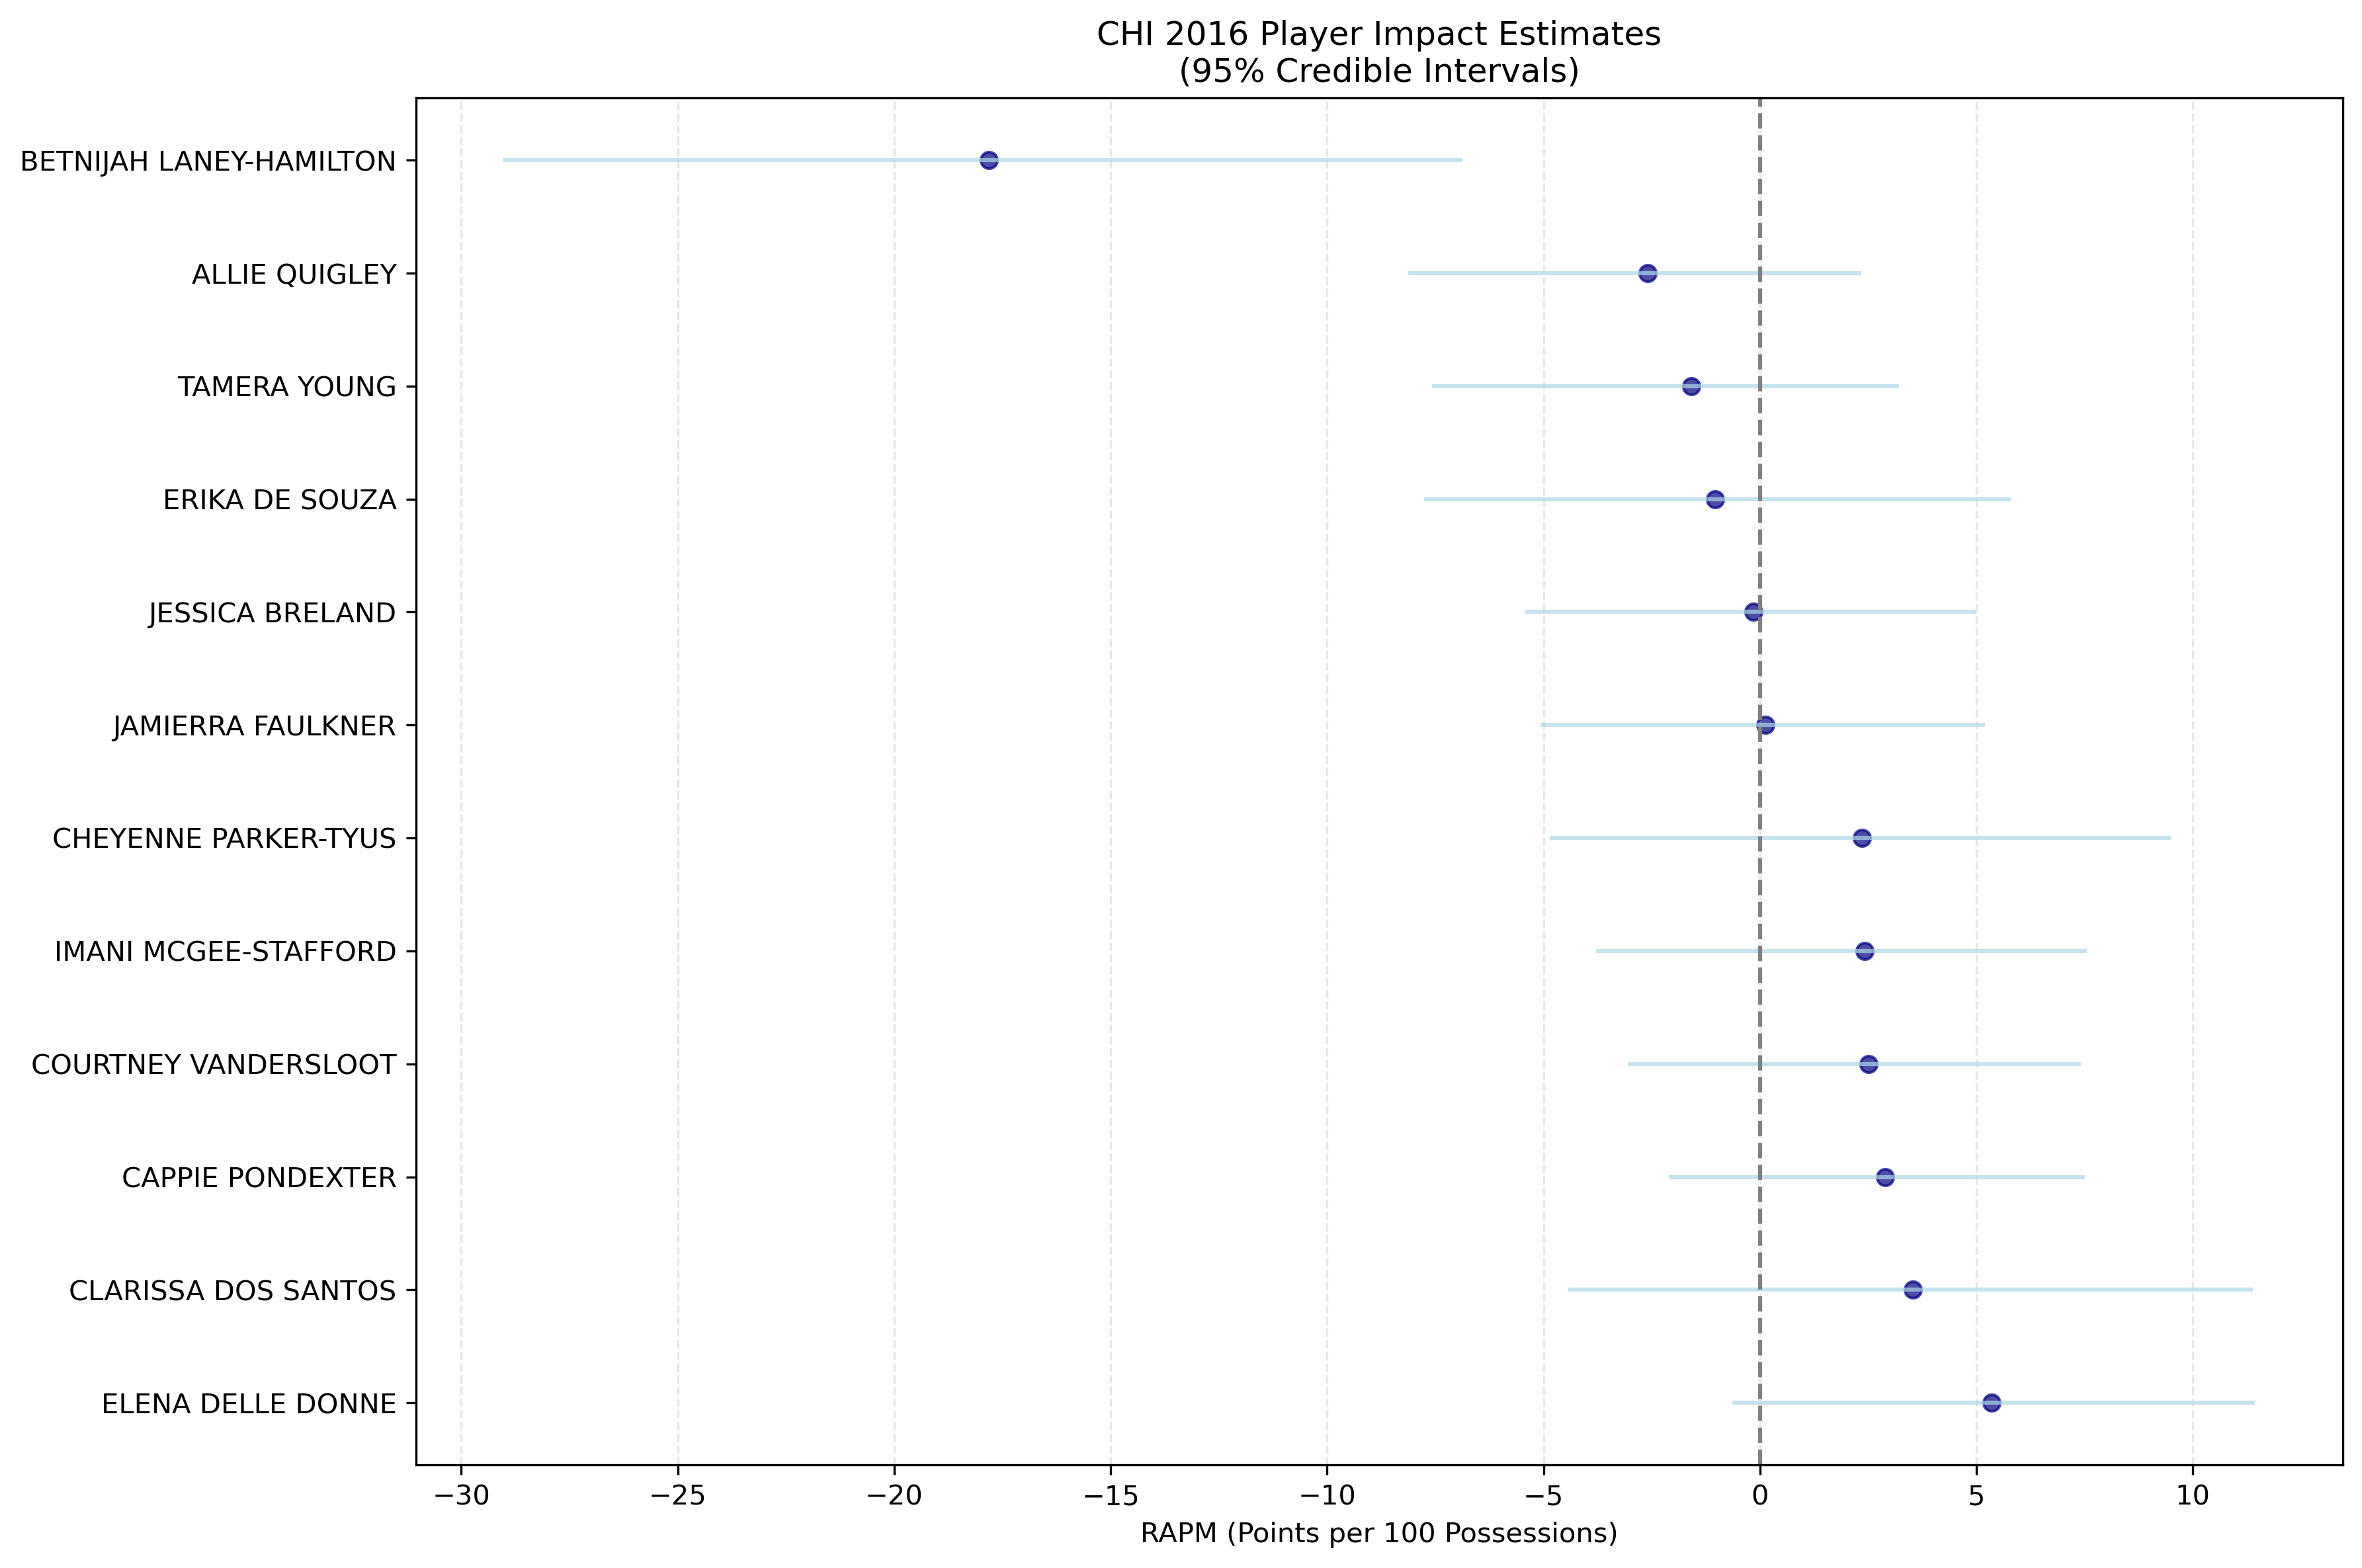 CHI 2016 Player Impact Estimates
(95% Credible Intervals)
BETNIJAH LANEY-HAMILTON
ALLIE QUIGLEY
TAMERA YOUNG
ERIKA DE SOUZA
JESSICA BRELAND
JAMIERRA FAULKNER
CHEYENNE PARKER-TYUS
IMANI MCGEE-STAFFORD
COURTNEY VANDERSLOOT
CAPPIE PONDEXTER
CLARISSA DOS SANTOS
ELENA DELLE DONNE
−30 −25 −20 −15 −10 −5 0 5 10
RAPM (Points per 100 Possessions)